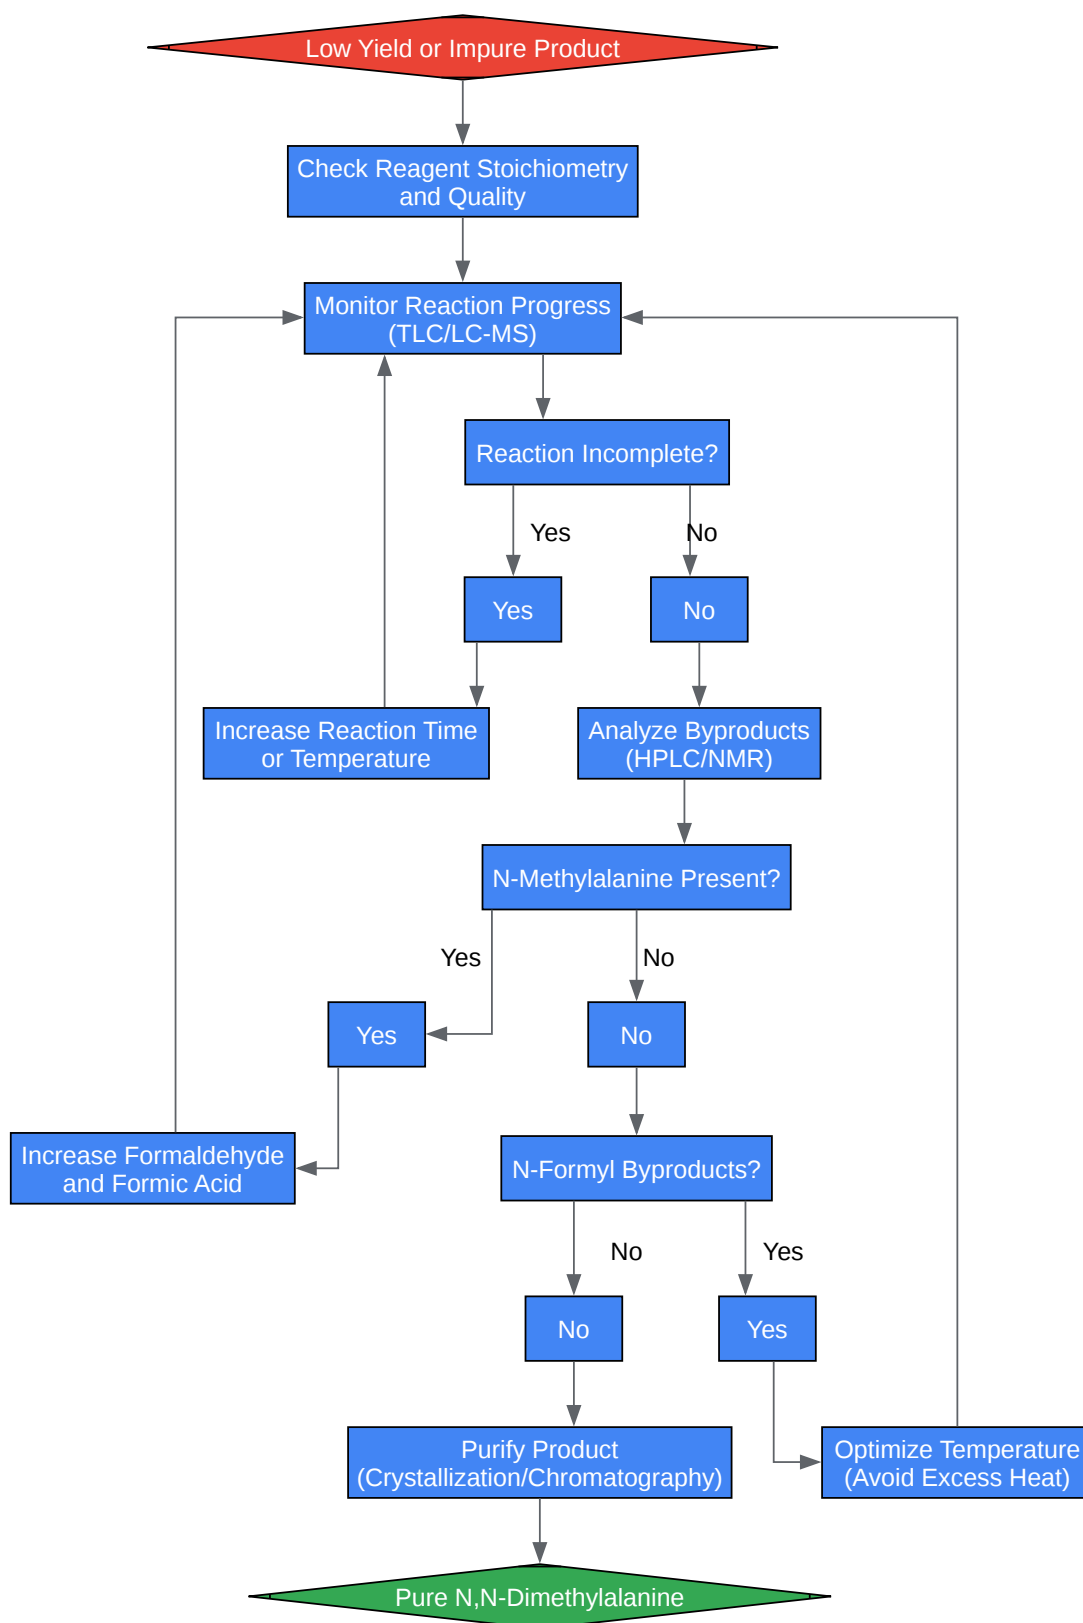 Low Yield or Impure Product
Check Reagent Stoichiometry
and Quality
Monitor Reaction Progress
(TLC/LC-MS)
Reaction Incomplete?
Yes
No
Yes
No
Increase Reaction Time
or Temperature
Analyze Byproducts
(HPLC/NMR)
N-Methylalanine Present?
Yes
No
Yes
No
Increase Formaldehyde
and Formic Acid
N-Formyl Byproducts?
No
Yes
No
Yes
Purify Product
(Crystallization/Chromatography)
Optimize Temperature
(Avoid Excess Heat)
Pure N,N-Dimethylalanine